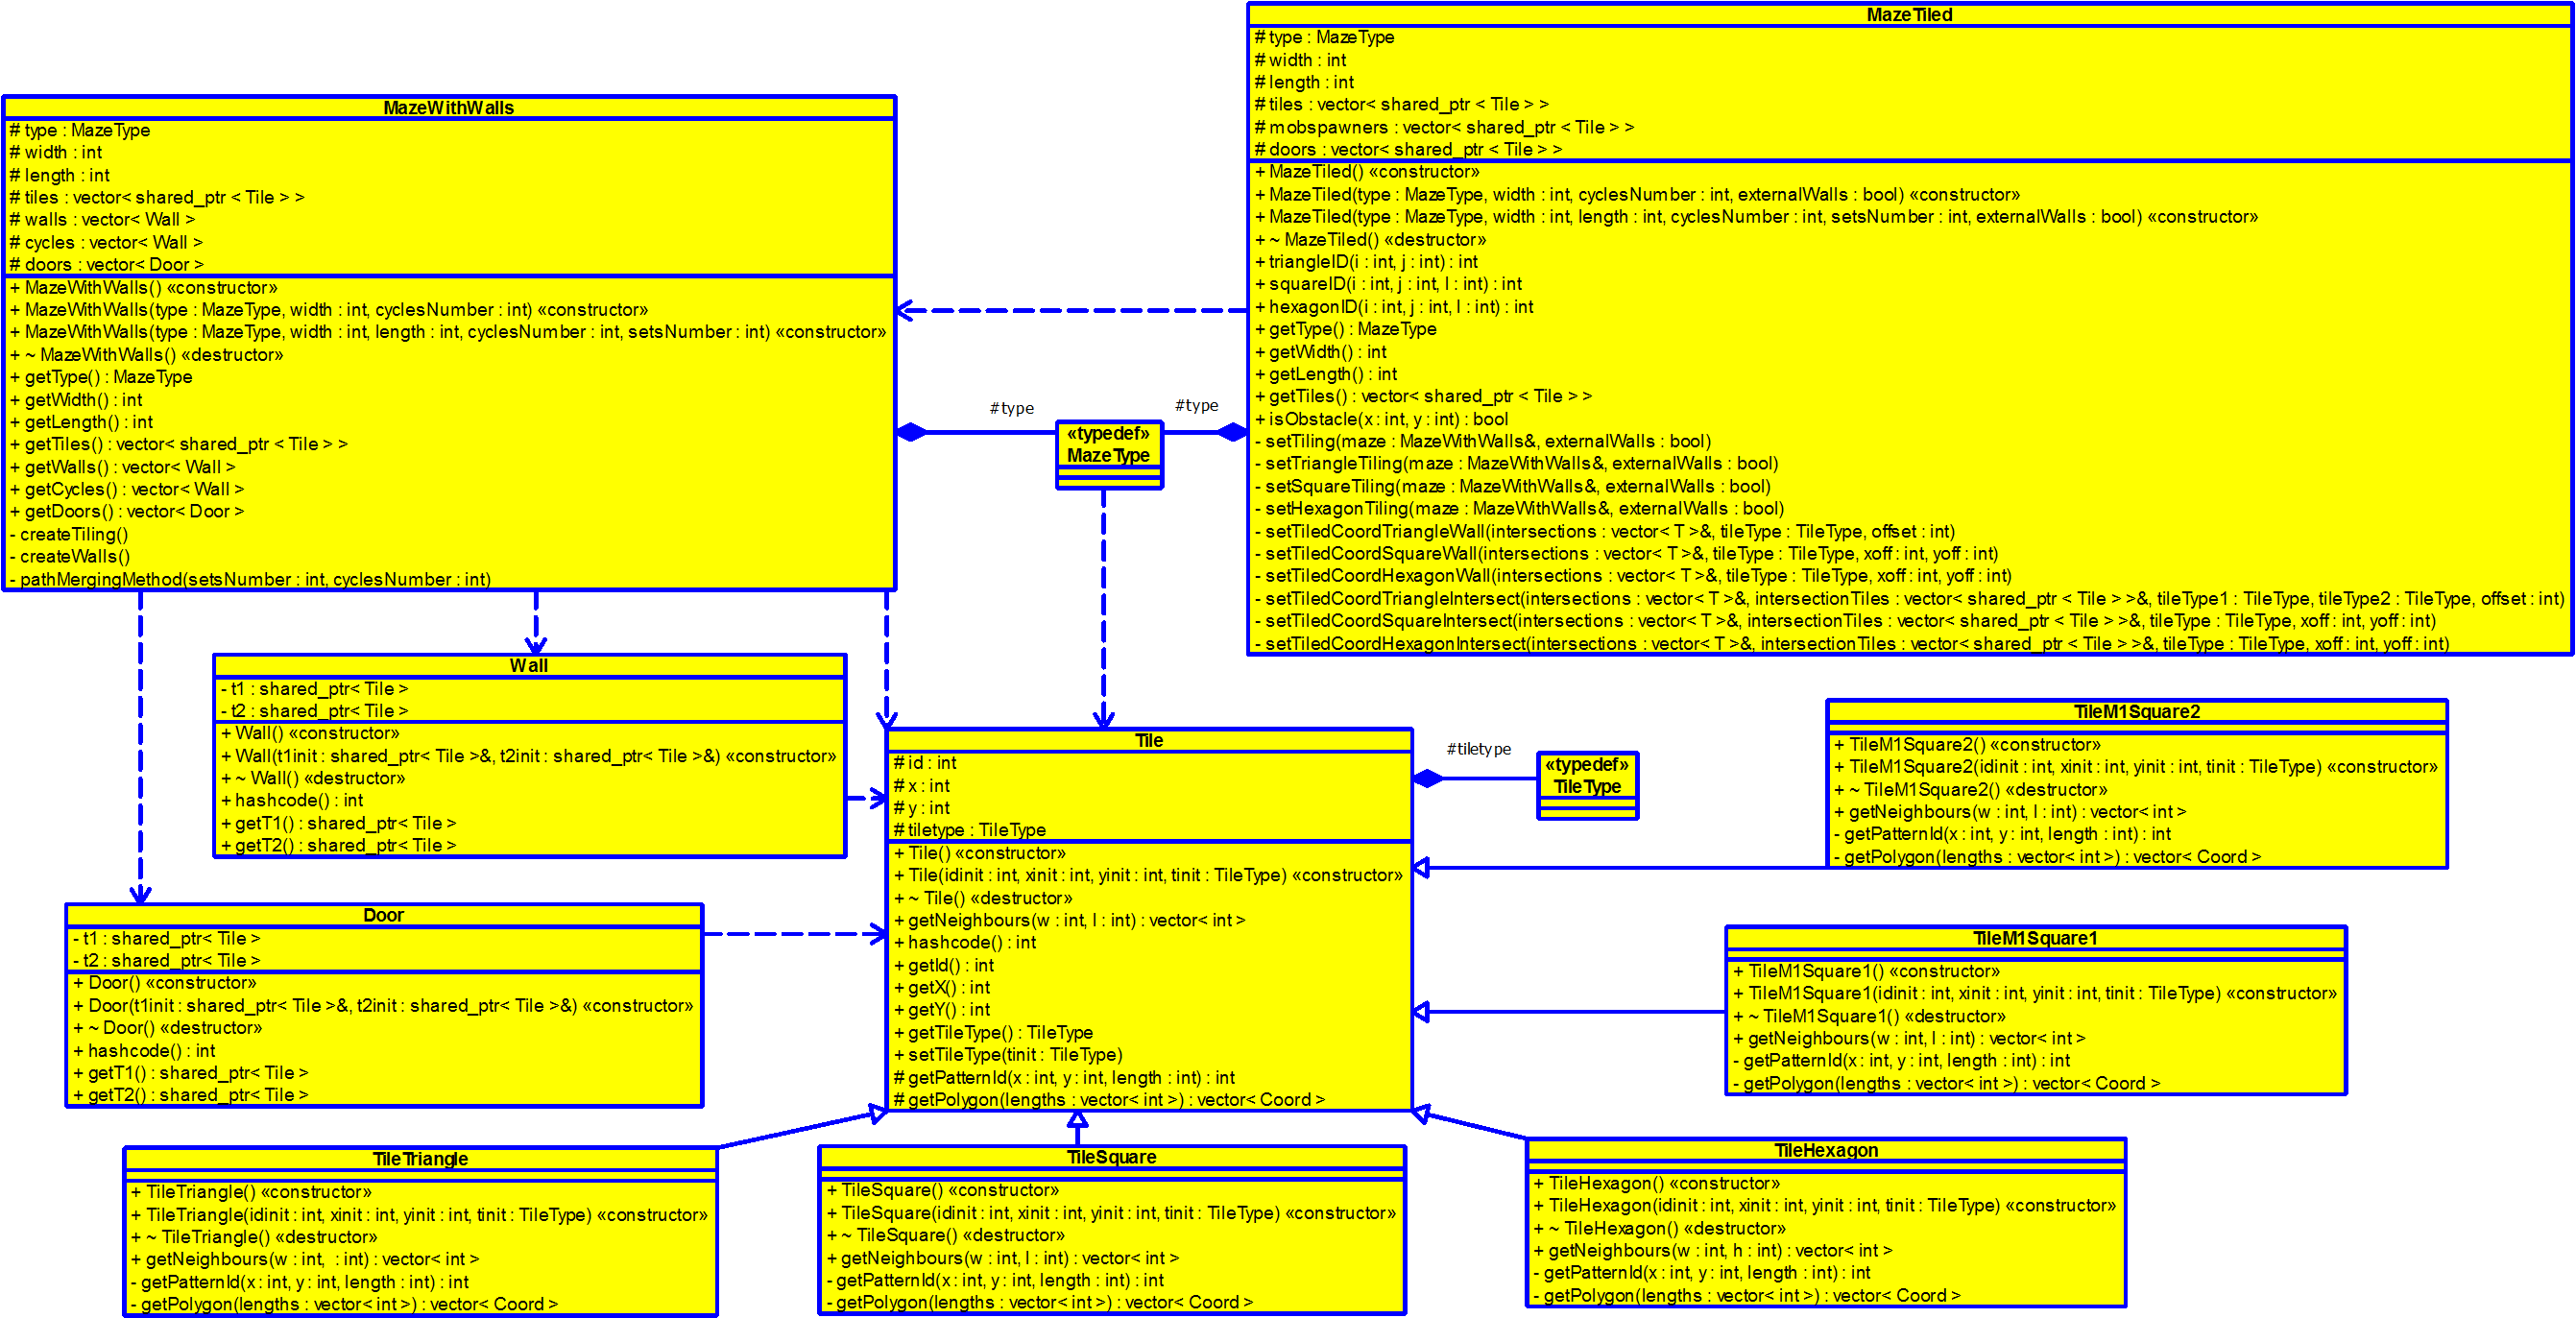 MazeWithWalls
# type : MazeType
# width : int
# length : int
# tiles : vector< shared_ptr < Tile > >
# walls : vector< Wall >
# cycles : vector< Wall >
# doors : vector< Door >
+ MazeWithWalls() «constructor»
+ MazeWithWalls(type : MazeType, width : int, cyclesNumber : int) «constructor»
+ MazeWithWalls(type : MazeType, width : int, length : int, cyclesNumber : int, setsNumber : int) «constructor»
+ ~ MazeWithWalls() «destructor»
+ getType() : MazeType
+ getWidth() : int
+ getLength() : int
+ getTiles() : vector< shared_ptr < Tile > >
+ getWalls() : vector< Wall >
+ getCycles() : vector< Wall >
+ getDoors() : vector< Door >
- createTiling()
- createWalls()
- pathMergingMethod(setsNumber : int, cyclesNumber : int)
#type
«typedef»
MazeType
#type
MazeTiled
# type : MazeType
# width : int
# length : int
# tiles : vector< shared_ptr < Tile > >
# mobspawners : vector< shared_ptr < Tile > >
# doors : vector< shared_ptr < Tile > >
+ MazeTiled() «constructor»
+ MazeTiled(type : MazeType, width : int, cyclesNumber : int, externalWalls : bool) «constructor»
+ MazeTiled(type : MazeType, width : int, length : int, cyclesNumber : int, setsNumber : int, externalWalls : bool) «constructor»
+ ~ MazeTiled() «destructor»
+ triangleID(i : int, j : int) : int
+ squareID(i : int, j : int, l : int) : int
+ hexagonID(i : int, j : int, l : int) : int
+ getType() : MazeType
+ getWidth() : int
+ getLength() : int
+ getTiles() : vector< shared_ptr < Tile > >
+ isObstacle(x : int, y : int) : bool
- setTiling(maze : MazeWithWalls&, externalWalls : bool)
- setTriangleTiling(maze : MazeWithWalls&, externalWalls : bool)
- setSquareTiling(maze : MazeWithWalls&, externalWalls : bool)
- setHexagonTiling(maze : MazeWithWalls&, externalWalls : bool)
- setTiledCoordTriangleWall(intersections : vector< T >&, tileType : TileType, offset : int)
- setTiledCoordSquareWall(intersections : vector< T >&, tileType : TileType, xoff : int, yoff : int)
- setTiledCoordHexagonWall(intersections : vector< T >&, tileType : TileType, xoff : int, yoff : int)
- setTiledCoordTriangleIntersect(intersections : vector< T >&, intersectionTiles : vector< shared_ptr < Tile > >&, tileType1 : TileType, tileType2 : TileType, offset : int)
- setTiledCoordSquareIntersect(intersections : vector< T >&, intersectionTiles : vector< shared_ptr < Tile > >&, tileType : TileType, xoff : int, yoff : int)
- setTiledCoordHexagonIntersect(intersections : vector< T >&, intersectionTiles : vector< shared_ptr < Tile > >&, tileType : TileType, xoff : int, yoff : int)
Wall
- t1 : shared_ptr< Tile >
- t2 : shared_ptr< Tile >
+ Wall() «constructor»
+ Wall(t1init : shared_ptr< Tile >&, t2init : shared_ptr< Tile >&) «constructor»
+ ~ Wall() «destructor»
+ hashcode() : int
+ getT1() : shared_ptr< Tile >
+ getT2() : shared_ptr< Tile >
Door
- t1 : shared_ptr< Tile >
- t2 : shared_ptr< Tile >
+ Door() «constructor»
+ Door(t1init : shared_ptr< Tile >&, t2init : shared_ptr< Tile >&) «constructor»
+ ~ Door() «destructor»
+ hashcode() : int
+ getT1() : shared_ptr< Tile >
+ getT2() : shared_ptr< Tile >
Tile
# id : int
# x : int
# y : int
# tiletype : TileType
+ Tile() «constructor»
+ Tile(idinit : int, xinit : int, yinit : int, tinit : TileType) «constructor»
+ ~ Tile() «destructor»
+ getNeighbours(w : int, l : int) : vector< int >
+ hashcode() : int
+ getId() : int
+ getX() : int
+ getY() : int
+ getTileType() : TileType
+ setTileType(tinit : TileType)
# getPatternId(x : int, y : int, length : int) : int
# getPolygon(lengths : vector< int >) : vector< Coord >
#tiletype
«typedef»
TileType
TileM1Square2
+ TileM1Square2() «constructor»
+ TileM1Square2(idinit : int, xinit : int, yinit : int, tinit : TileType) «constructor»
+ ~ TileM1Square2() «destructor»
+ getNeighbours(w : int, l : int) : vector< int >
- getPatternId(x : int, y : int, length : int) : int
- getPolygon(lengths : vector< int >) : vector< Coord >
TileM1Square1
+ TileM1Square1() «constructor»
+ TileM1Square1(idinit : int, xinit : int, yinit : int, tinit : TileType) «constructor»
+ ~ TileM1Square1() «destructor»
+ getNeighbours(w : int, l : int) : vector< int >
- getPatternId(x : int, y : int, length : int) : int
- getPolygon(lengths : vector< int >) : vector< Coord >
TileTriangle
+ TileTriangle() «constructor»
+ TileTriangle(idinit : int, xinit : int, yinit : int, tinit : TileType) «constructor»
+ ~ TileTriangle() «destructor»
+ getNeighbours(w : int,  : int) : vector< int >
- getPatternId(x : int, y : int, length : int) : int
- getPolygon(lengths : vector< int >) : vector< Coord >
TileSquare
+ TileSquare() «constructor»
+ TileSquare(idinit : int, xinit : int, yinit : int, tinit : TileType) «constructor»
+ ~ TileSquare() «destructor»
+ getNeighbours(w : int, l : int) : vector< int >
- getPatternId(x : int, y : int, length : int) : int
- getPolygon(lengths : vector< int >) : vector< Coord >
TileHexagon
+ TileHexagon() «constructor»
+ TileHexagon(idinit : int, xinit : int, yinit : int, tinit : TileType) «constructor»
+ ~ TileHexagon() «destructor»
+ getNeighbours(w : int, h : int) : vector< int >
- getPatternId(x : int, y : int, length : int) : int
- getPolygon(lengths : vector< int >) : vector< Coord >